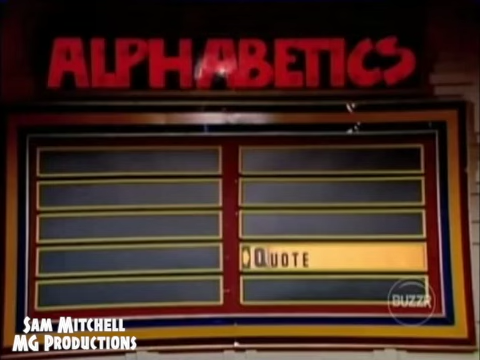 ALPHABETICS
QUOTE
BUZZR
SAM MITCHELL
MG PRODUCTIONS